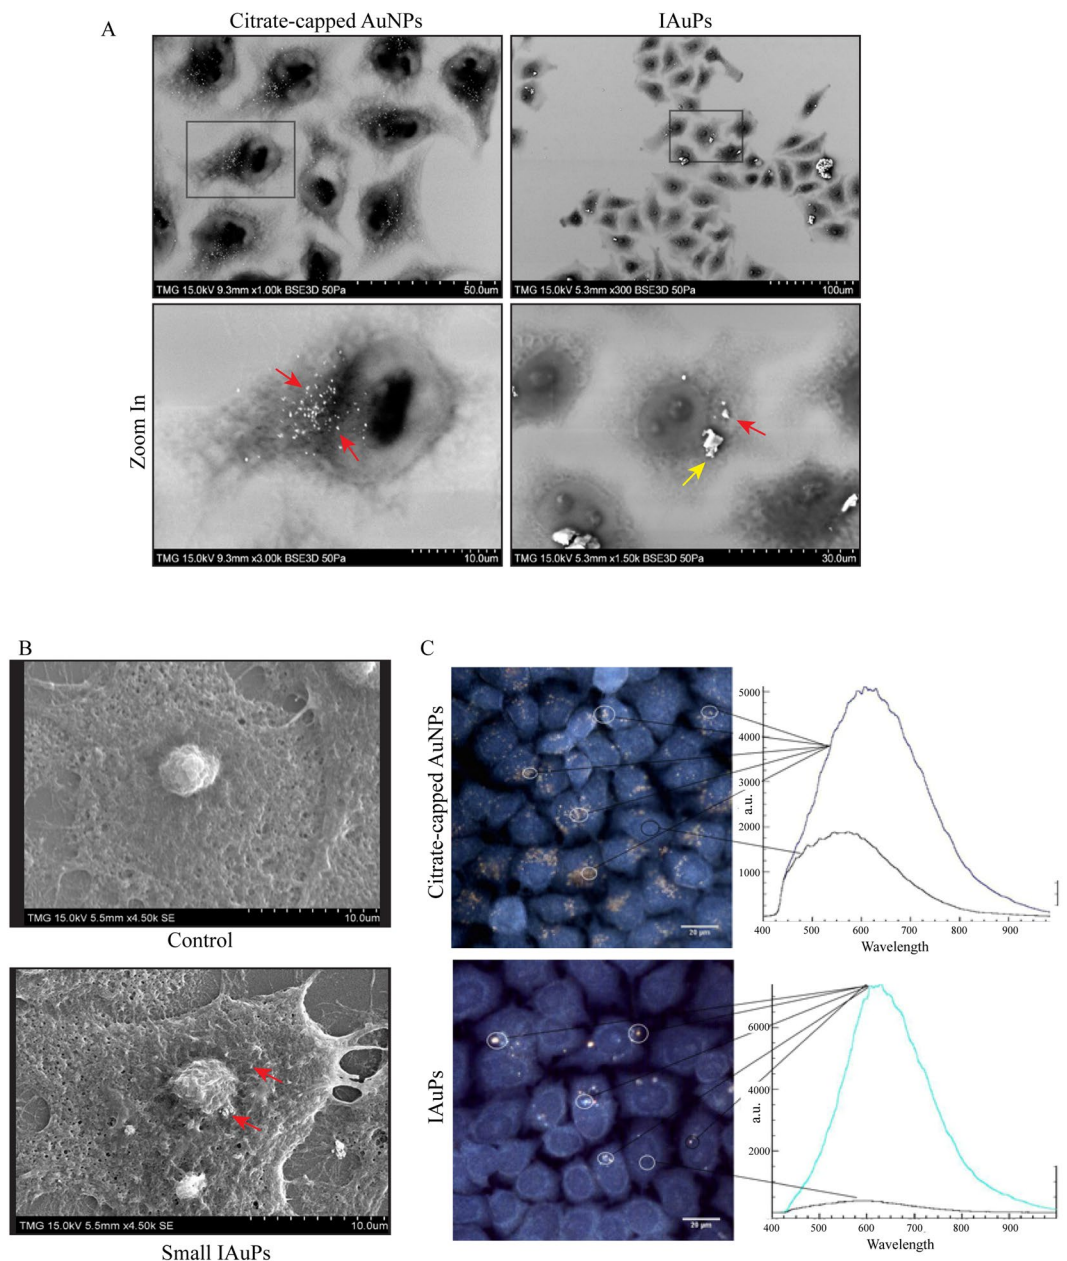 A
Citrate-capped AuNPs
IAuPs
TMG 15.0kV 9.3mm x1.00k BSE3D 50Pa 50.0um
TMG 15.0kV 5.3mm x300 BSE3D 50Pa 100um
Zoom In
TMG 15.0kV 9.3mm x3.00k BSE3D 50Pa 10.0um
TMG 15.0kV 5.3mm x1.50k BSE3D 50Pa 30.0um
B
TMG 15.0kV 5.5mm x4.50k SE 10.0um
Control
TMG 15.0kV 5.5mm x4.50k SE 10.0um
Small IAuPs
C
Citrate-capped AuNPs
20 µm
a.u.
5000
4000
3000
2000
1000
400 500 600 700 800 900
Wavelength
IAuPs
20 µm
a.u.
6000
4000
2000
400 500 600 700 800 900
Wavelength